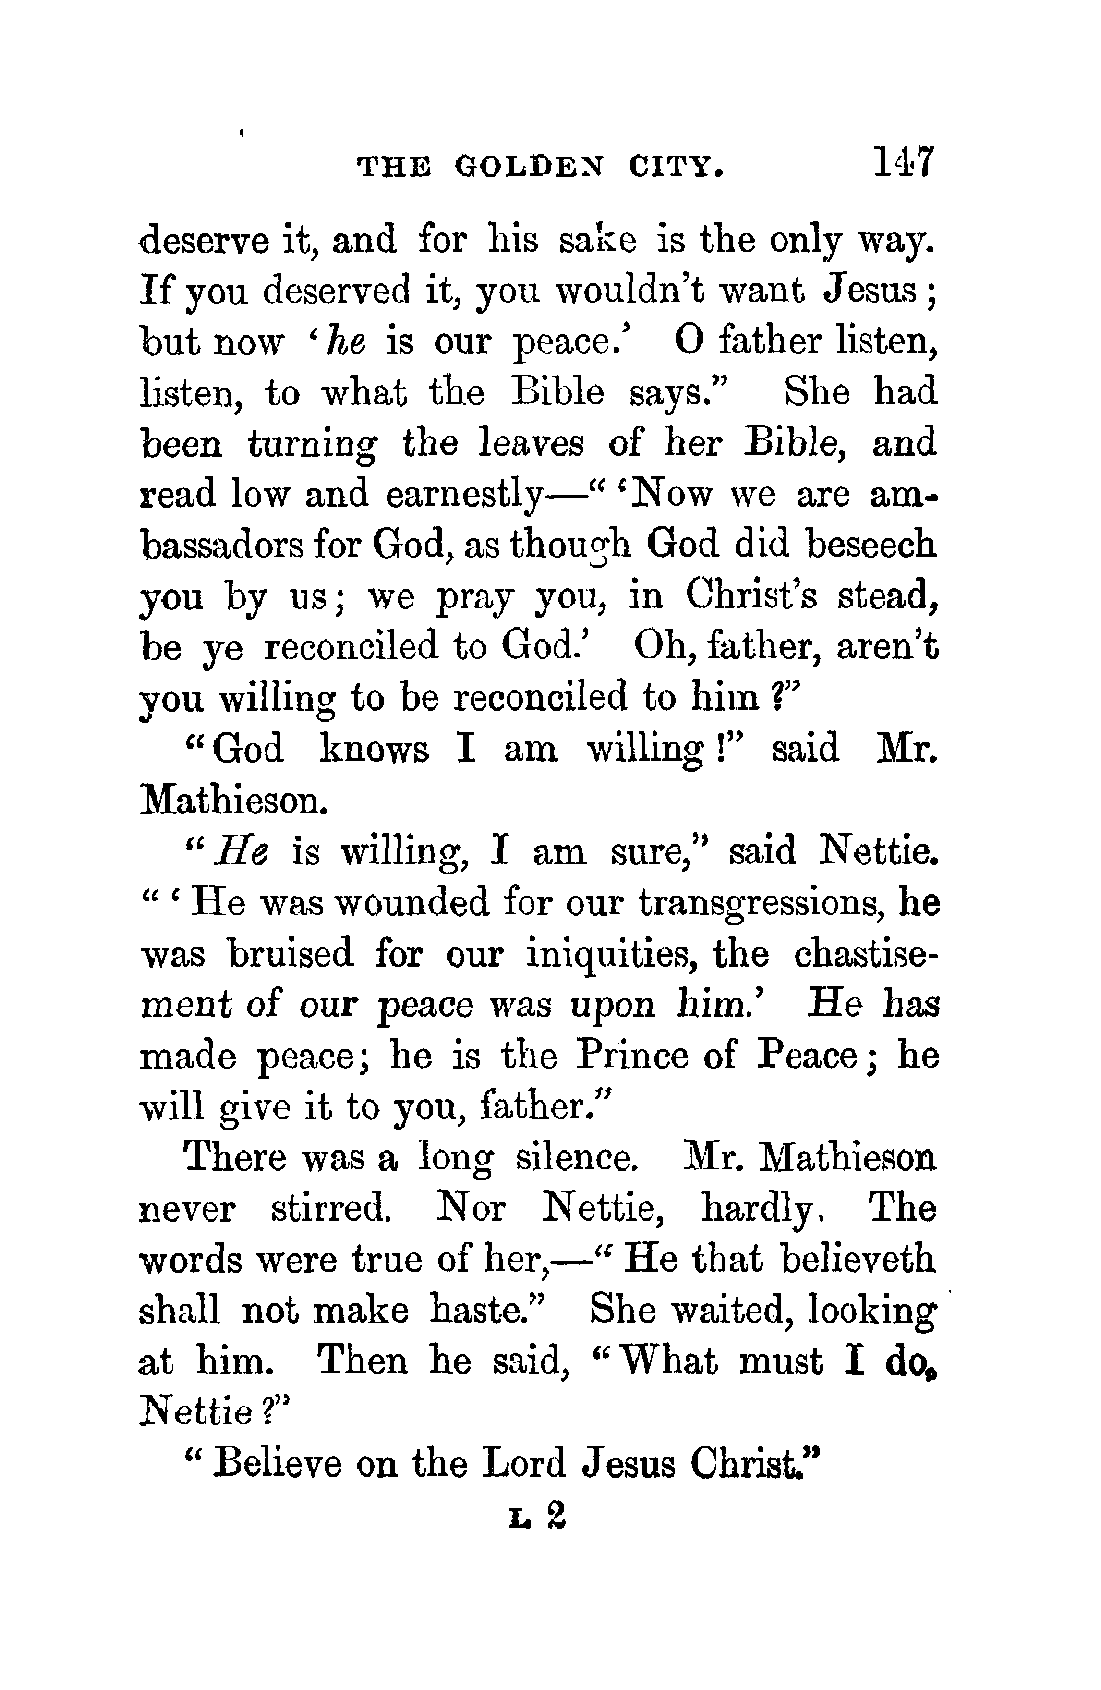 THE GOLDEN CITY. 147
deserve it, and for his sake is the only way.
If you deserved it, you wouldn't want Jesus;
but now 'he is our peace.' O father listen,
listen, to what the Bible says." She had
been turning the leaves of her Bible, and
read low and earnestly—" 'Now we are am-
bassadors for God, as though God did beseech
you by us; we pray you, in Christ's stead,
be ye reconciled to God.' Oh, father, aren't
you willing to be reconciled to him?"
"God knows I am willing!" said Mr.
Mathieson.
"He is willing, I am sure," said Nettie.
" 'He was wounded for our transgressions, he
was bruised for our iniquities, the chastise-
ment of our peace was upon him.' He has
made peace; he is the Prince of Peace; he
will give it to you, father."
There was a long silence. Mr. Mathieson
never stirred. Nor Nettie, hardly. The
words were true of her,—"He that believeth
shall not make haste." She waited, looking
at him. Then he said, "What must I do,
Nettie?"
"Believe on the Lord Jesus Christ."
L 2